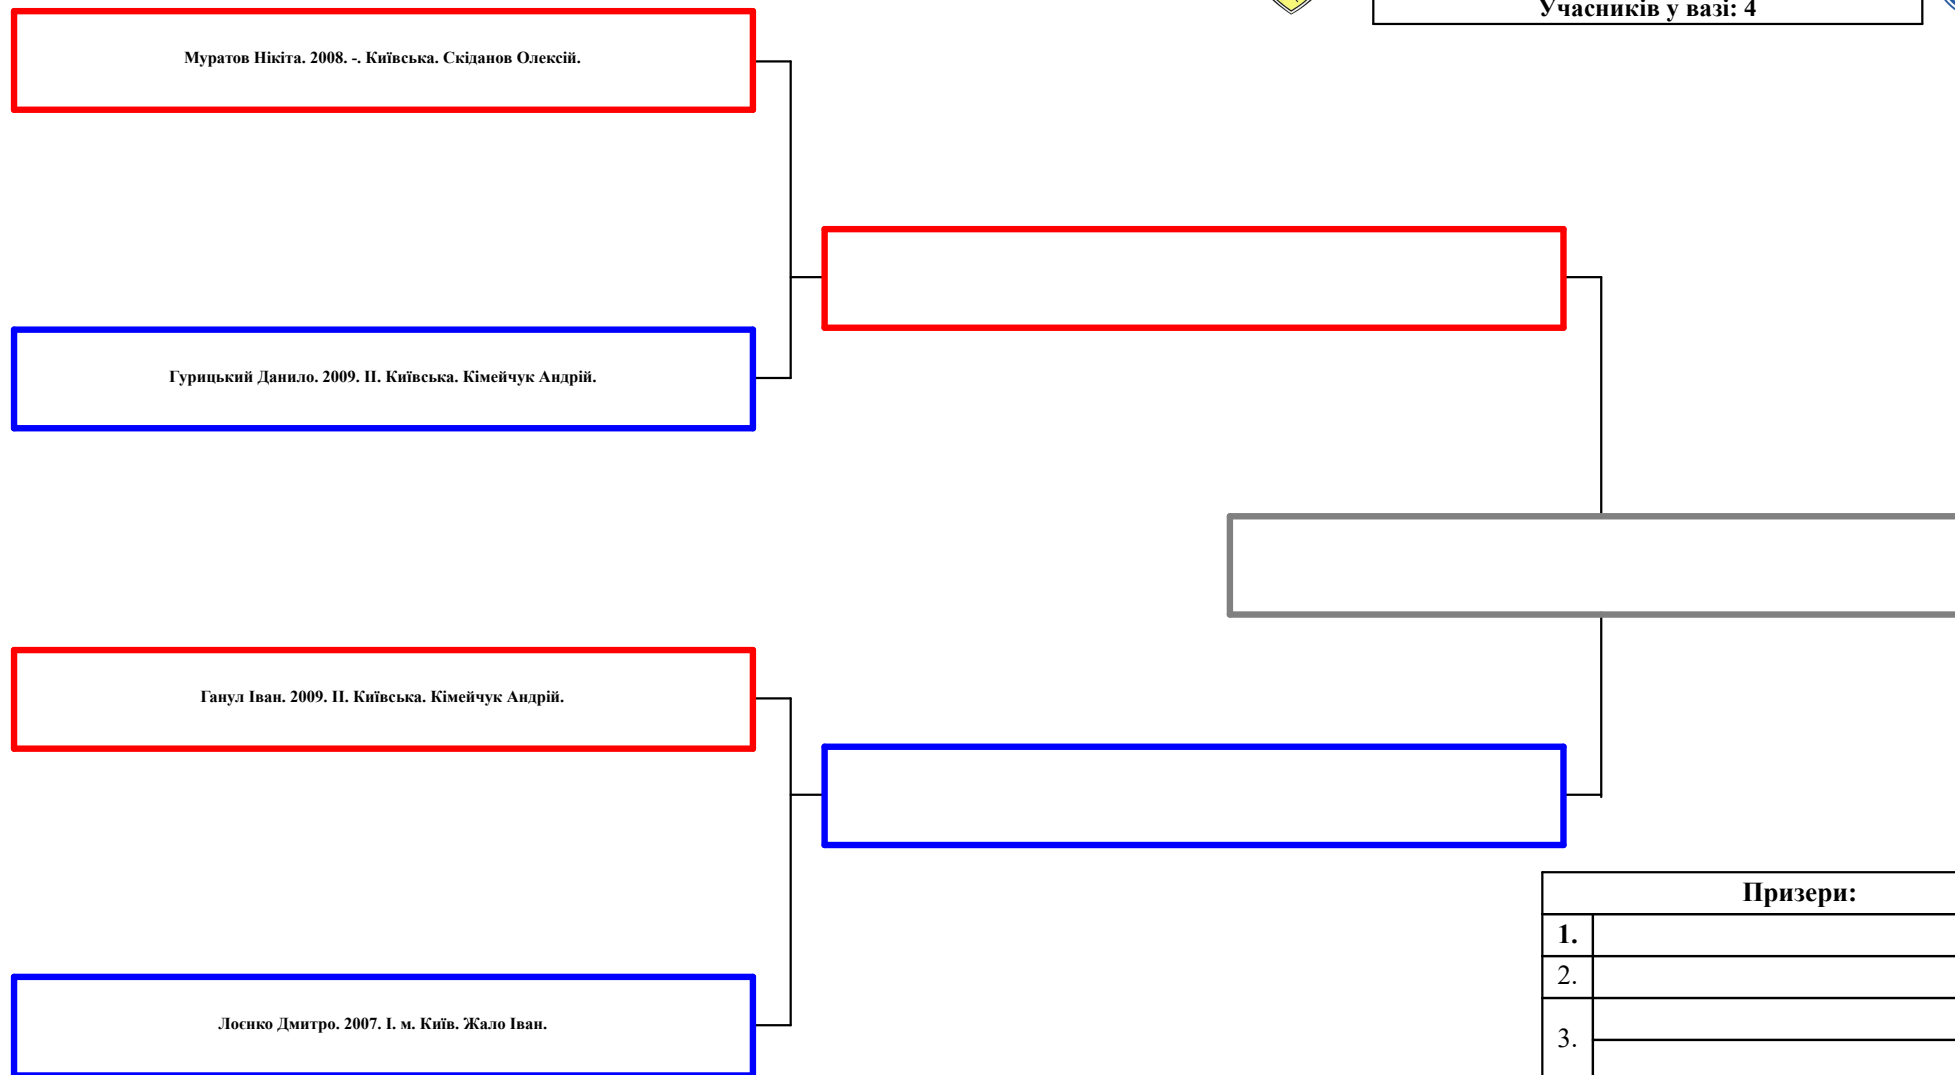 Учасників у вазі: 4
Муратов Нікіта. 2008. -. Київська. Скіданов Олексій.
Гурицький Данило. 2009. II. Київська. Кімейчук Андрій.
Ганул Іван. 2009. II. Київська. Кімейчук Андрій.
Лоєнко Дмитро. 2007. I. м. Київ. Жало Іван.
Призери:
1.
2.
3.